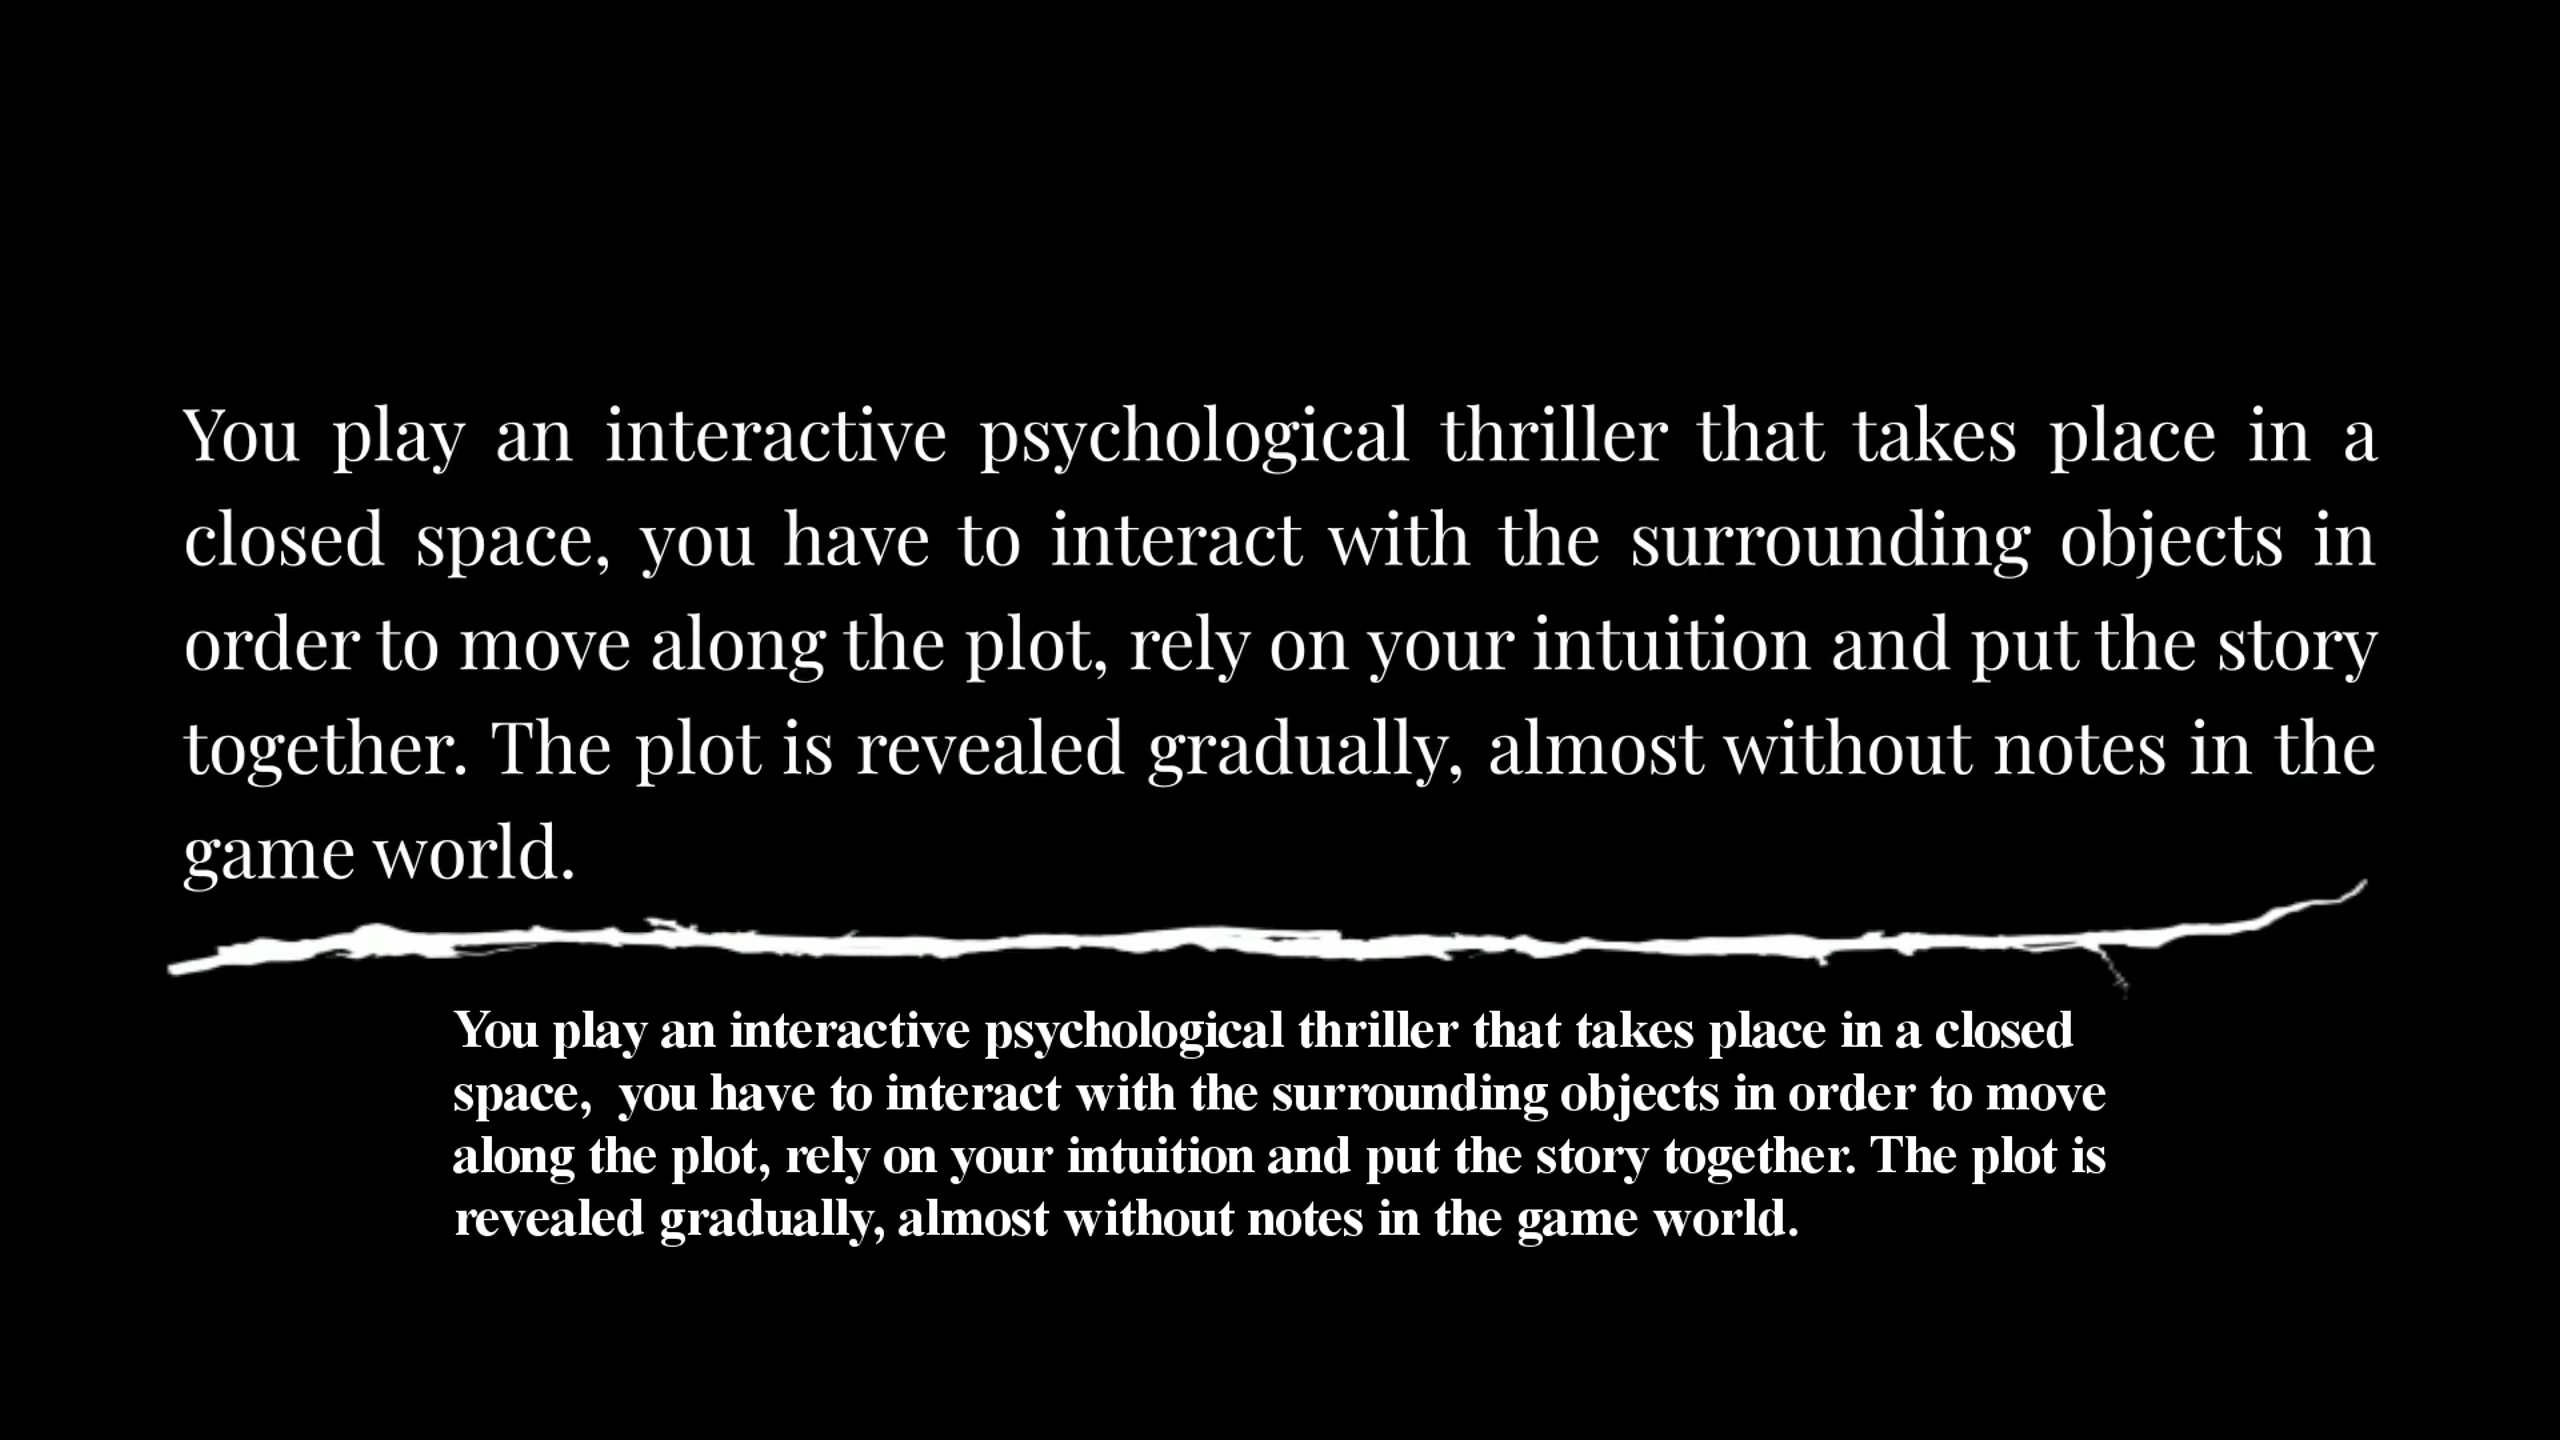 You play an interactive psychological thriller that takes place in a
closed space, you have to interact with the surrounding objects in
order to move along the plot, rely on your intuition and put the story
together. The plot is revealed gradually, almost without notes in the
game world.
You play an interactive psychological thriller that takes place in a closed
space,  you have to interact with the surrounding objects in order to move
along the plot, rely on your intuition and put the story together. The plot is
revealed gradually, almost without notes in the game world.